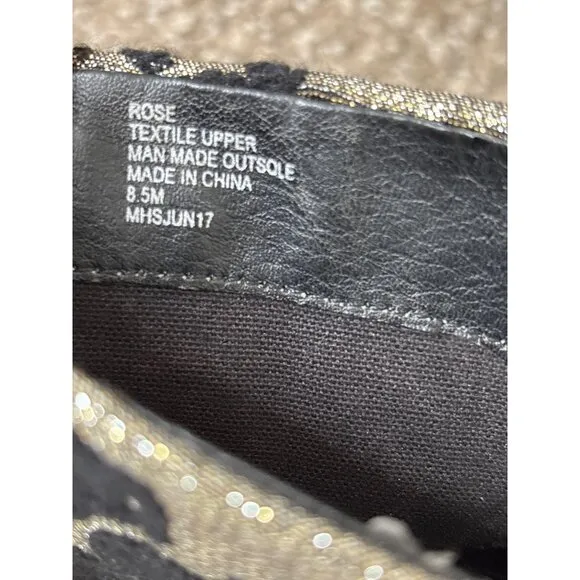 ROSE
TEXTILE UPPER
MAN MADE OUTSOLE
MADE IN CHINA
8.5M
MHSJUN17